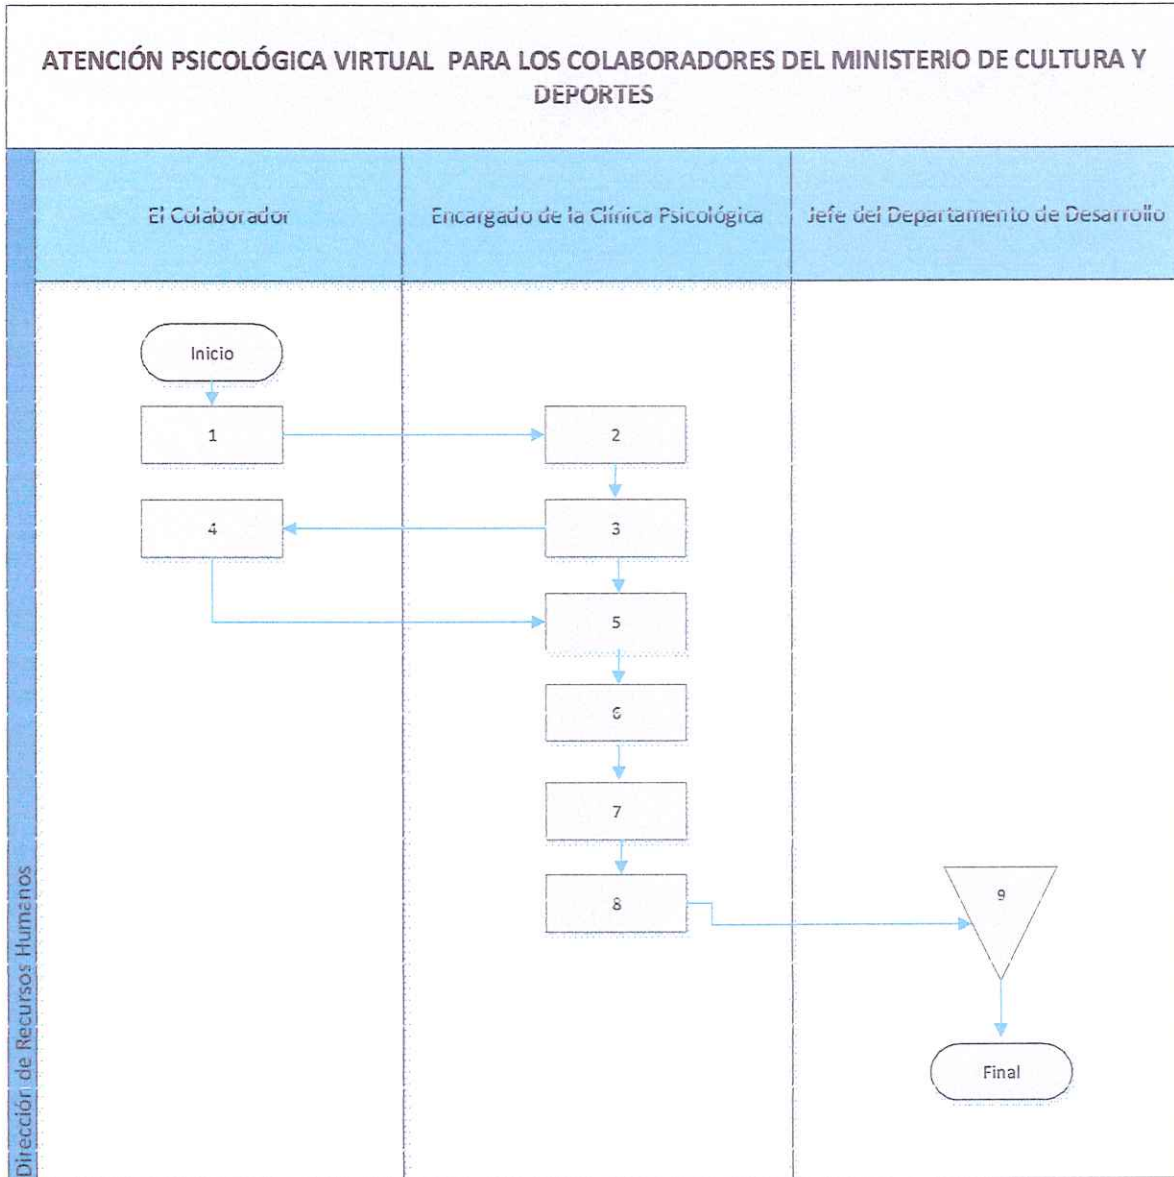 ATENCIÓN PSICOLÓGICA VIRTUAL PARA LOS COLABORADORES DEL MINISTERIO DE CULTURA Y
DEPORTES
El Colaborador
Encargado de la Clínica Psicológica
Jefe del Departamento de Desarrollo
Inicio
1
2
4
3
5
6
7
8
9
Final
Dirección de Recursos Humanos